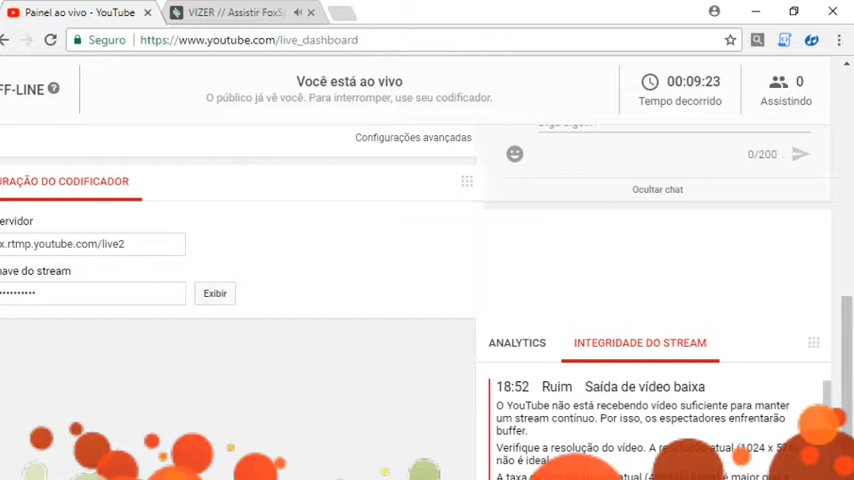 Painel ao vivo - YouTube
VIZER // Assistir FoxSp
Seguro
https://www.youtube.com/live_dashboard
FF-LINE
Você está ao vivo
O público já vê você. Para interromper, use seu codificador.
00:09:23
Tempo decorrido
0
Assistindo
Configurações avançadas
0/200
Ocultar chat
URAÇÃO DO CODIFICADOR
ervidor
x.rtmp.youtube.com/live2
have do stream
Exibir
ANALYTICS
INTEGRIDADE DO STREAM
18:52 Ruim Saída de vídeo baixa
O YouTube não está recebendo vídeo suficiente para manter
um stream contínuo. Por isso, os espectadores enfrentarão
buffer.
Verifique a resolução do vídeo. A resolução atual (1024 x
não é ideal